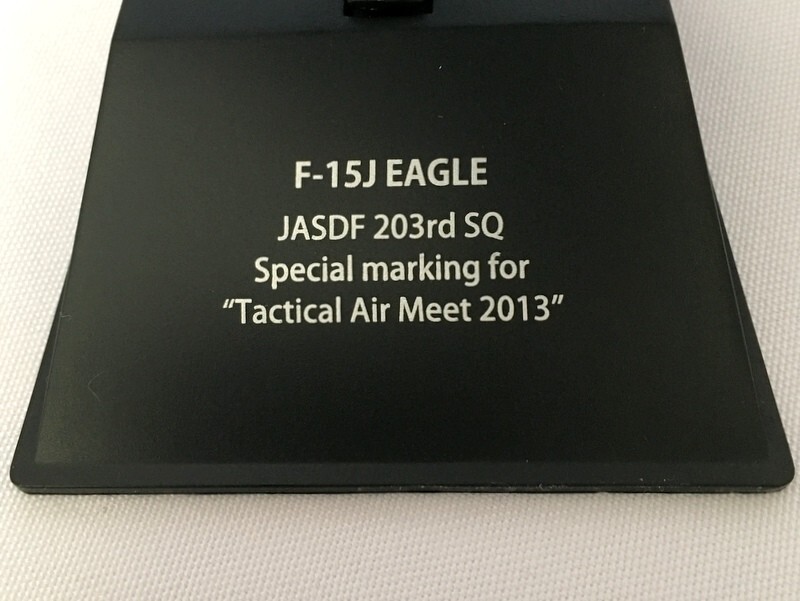 F-15J EAGLE
JASDF 203rd SQ
Special marking for
“Tactical Air Meet 2013”